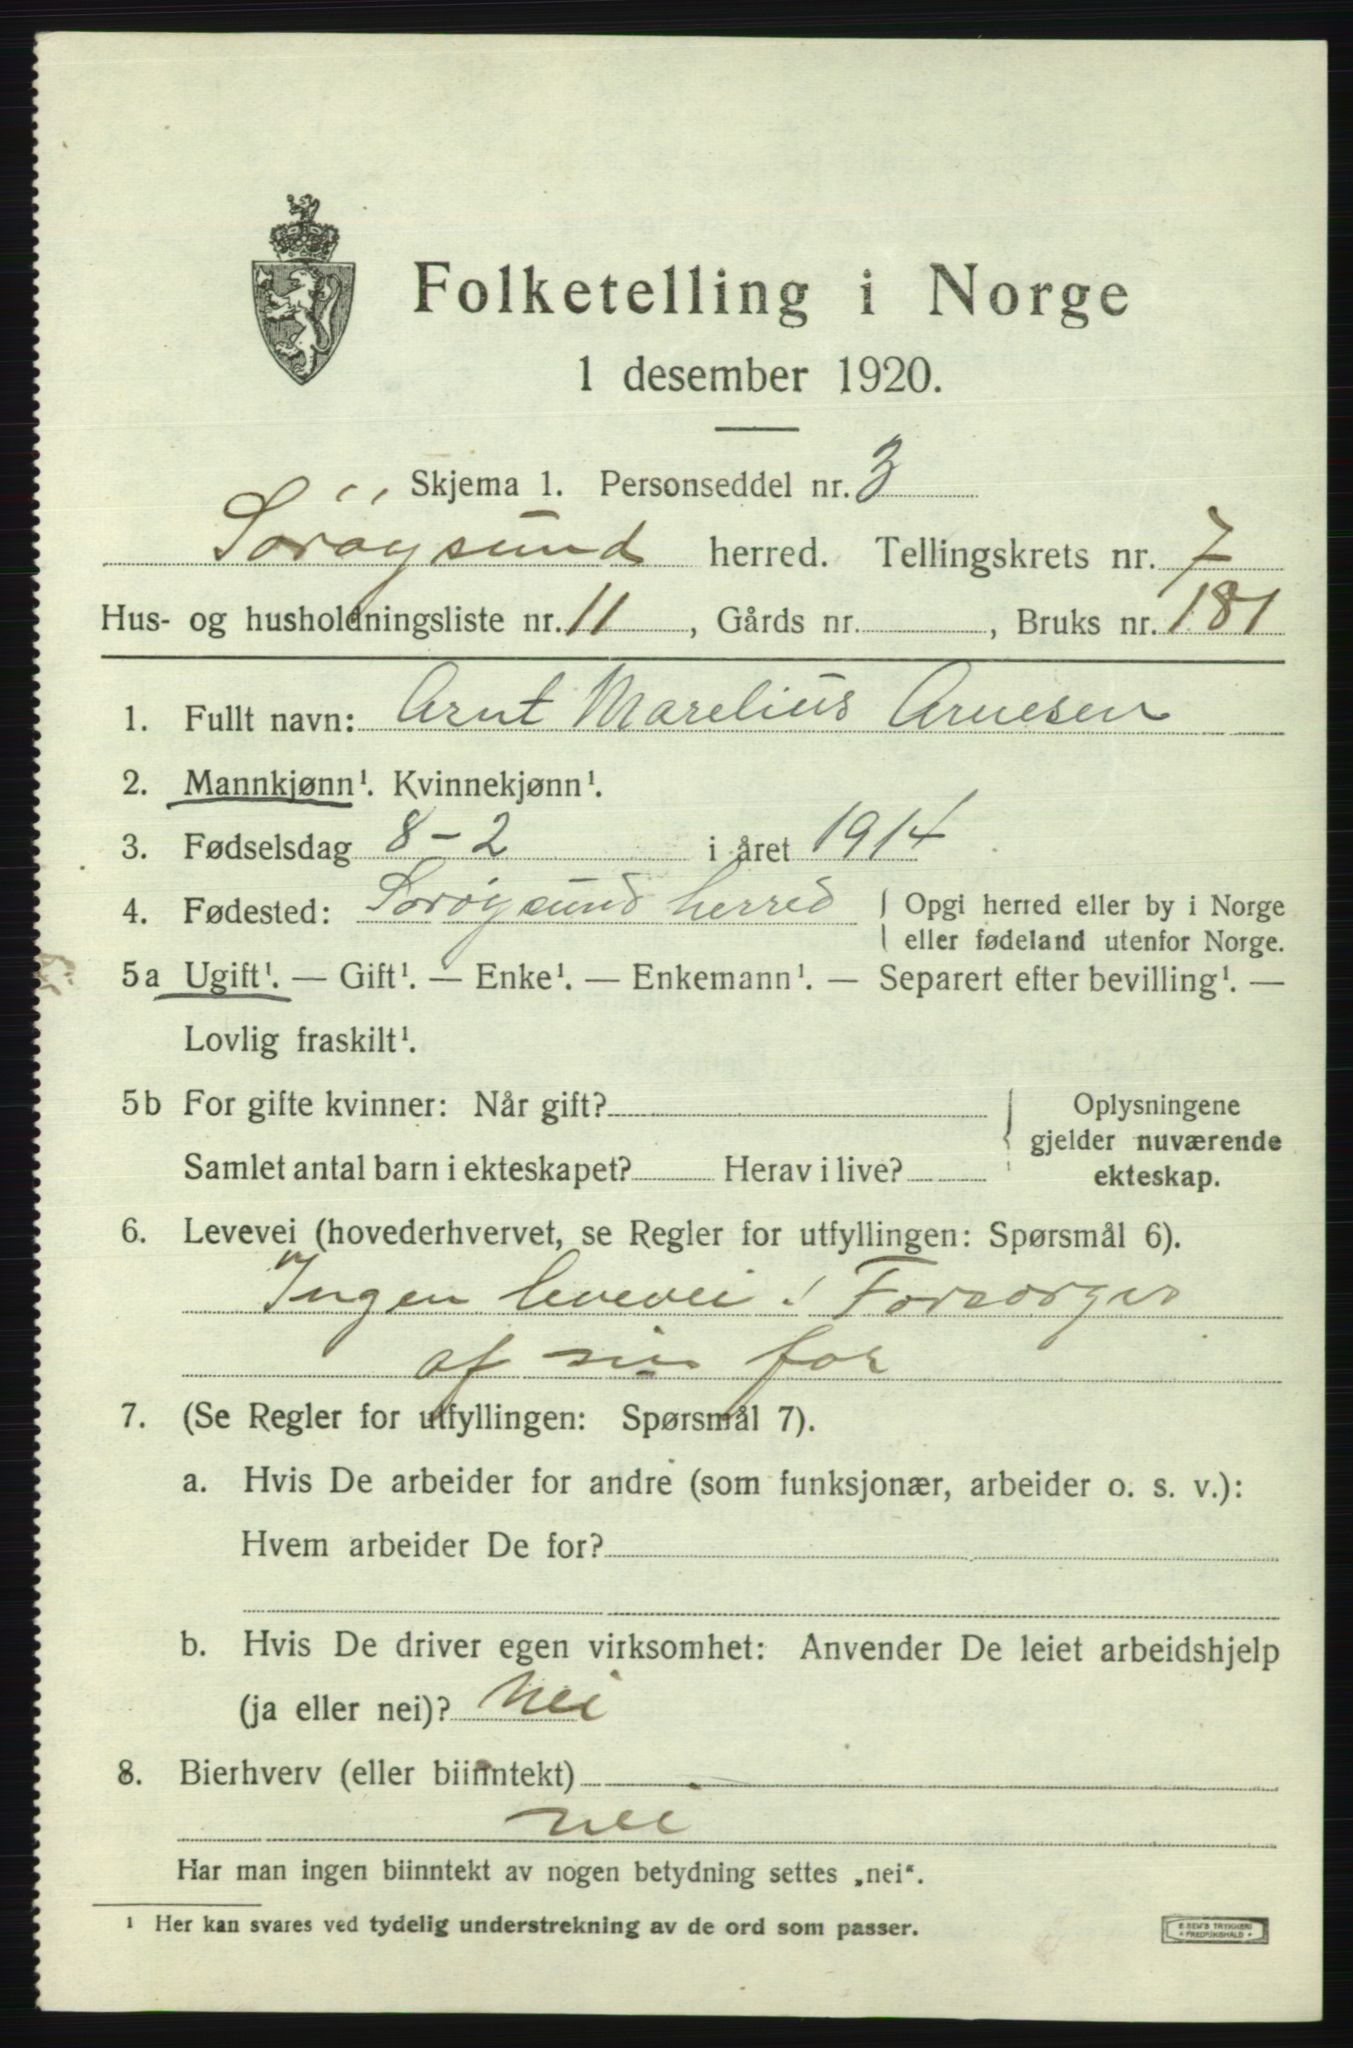 Folketelling i Norge
1 desember 1920.
Skjema 1. Personseddel nr. 3
Sørøysund herred. Tellingskrets nr. 7
Hus- og husholdningsliste nr. 11, Gårds nr. , Bruks nr. 181
1. Fullt navn: Arnt Marelius Arnesen
2. Mannkjønn¹. Kvinnekjønn¹.
3. Fødselsdag 8-2 i året 1914
4. Fødested: Sørøysund herred { Opgi herred eller by i Norge
eller fødeland utenfor Norge.
5a Ugift¹. — Gift¹. — Enke¹. — Enkemann¹. — Separert efter bevilling¹. —
Lovlig fraskilt¹.
5b For gifte kvinner: Når gift? { Oplysningene
gjelder nuværende
Samlet antal barn i ekteskapet? Herav i live? ekteskap.
6. Levevei (hovederhvervet, se Regler for utfyllingen: Spørsmål 6).
Ingen levevei! Forsorges
af sin far
7. (Se Regler for utfyllingen: Spørsmål 7).
a. Hvis De arbeider for andre (som funksjonær, arbeider o. s. v.):
Hvem arbeider De for?
b. Hvis De driver egen virksomhet: Anvender De leiet arbeidshjelp
(ja eller nei)? Nei
8. Bierhverv (eller biinntekt)
nei
Har man ingen biinntekt av nogen betydning settes „nei“.
¹ Her kan svares ved tydelig understrekning av de ord som passer.